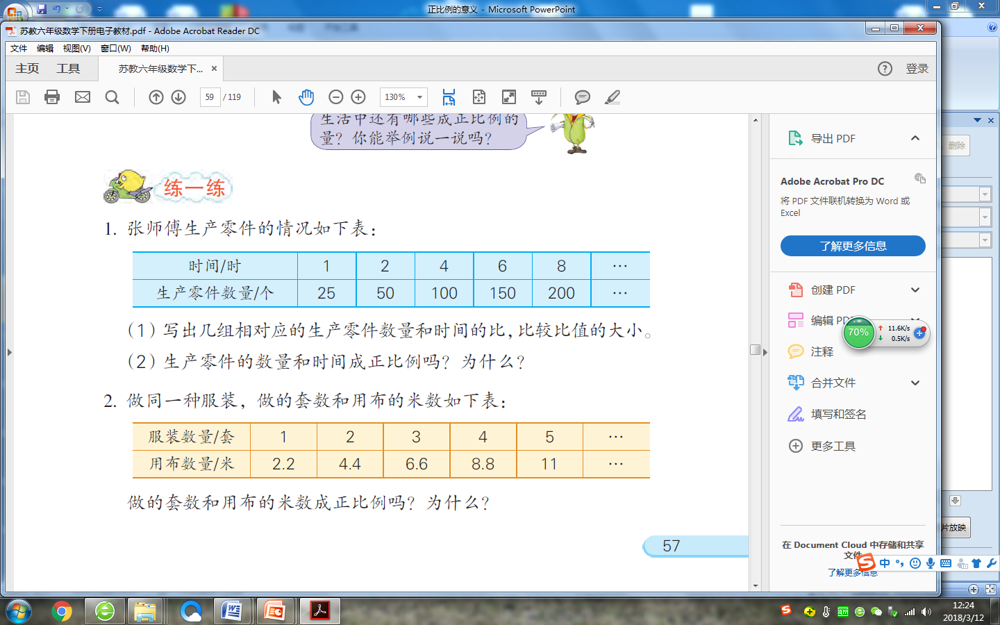 正比例的意义 - Microsoft PowerPoint
苏教六年级数学下册电子教材.pdf - Adobe Acrobat Reader DC
文件 编辑 视图(V) 窗口(W) 帮助(H)
主页 工具 苏教六年级数学下... × 登录
59 / 119 130%
生活中还有哪些成正比例的
量？你能举例说一说吗？
练一练
1. 张师傅生产零件的情况如下表：
时间/时 1 2 4 6 8 …
生产零件数量/个 25 50 100 150 200 …
（1）写出几组相对应的生产零件数量和时间的比，比较比值的大小。
（2）生产零件的数量和时间成正比例吗？为什么？
2. 做同一种服装，做的套数和用布的米数如下表：
服装数量/套 1 2 3 4 5 …
用布数量/米 2.2 4.4 6.6 8.8 11 …
做的套数和用布的米数成正比例吗？为什么？
57
导出 PDF
Adobe Acrobat Pro DC
将 PDF 文件联机转换为 Word 或
Excel
了解更多信息
创建 PDF
编辑 PDF
70% 11.6K/s
0.5K/s
注释
合并文件
填写和签名
更多工具
在 Document Cloud 中存储和共享
文件
了解更多信息
删除
片放映
中
12:24
2018/3/12